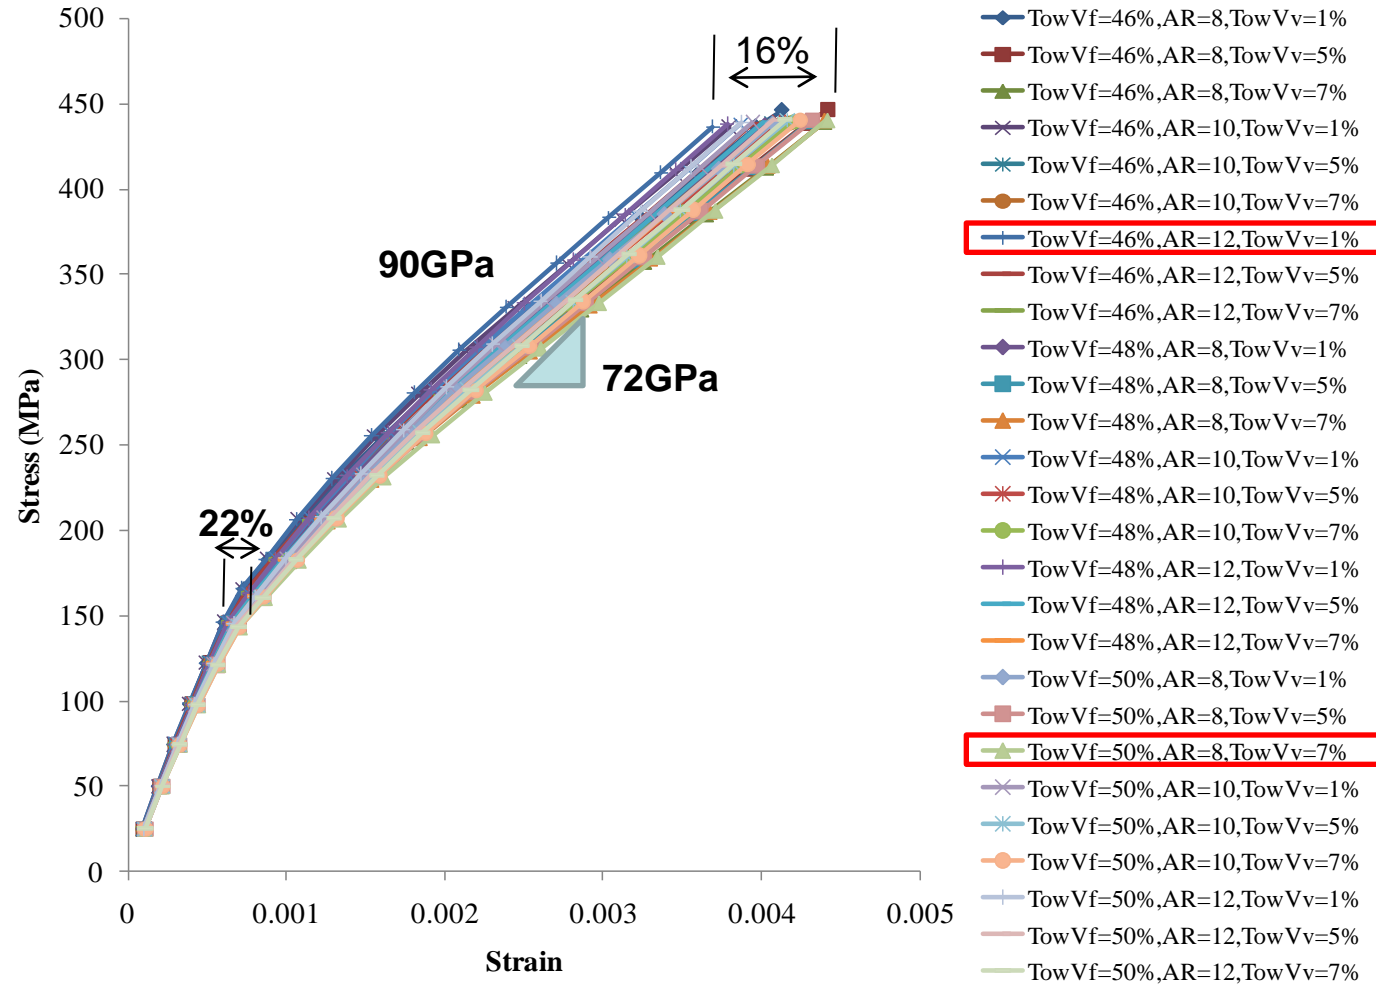 500
450
400
350
300
250
200
150
100
50
0
0
0.001
0.002
0.003
0.004
0.005
Stress (MPa)
Strain
16%
90GPa
72GPa
22%
TowVf=46%,AR=8,TowVv=1%
TowVf=46%,AR=8,TowVv=5%
TowVf=46%,AR=8,TowVv=7%
TowVf=46%,AR=10,TowVv=1%
TowVf=46%,AR=10,TowVv=5%
TowVf=46%,AR=10,TowVv=7%
TowVf=46%,AR=12,TowVv=1%
TowVf=46%,AR=12,TowVv=5%
TowVf=46%,AR=12,TowVv=7%
TowVf=48%,AR=8,TowVv=1%
TowVf=48%,AR=8,TowVv=5%
TowVf=48%,AR=8,TowVv=7%
TowVf=48%,AR=10,TowVv=1%
TowVf=48%,AR=10,TowVv=5%
TowVf=48%,AR=10,TowVv=7%
TowVf=48%,AR=12,TowVv=1%
TowVf=48%,AR=12,TowVv=5%
TowVf=48%,AR=12,TowVv=7%
TowVf=50%,AR=8,TowVv=1%
TowVf=50%,AR=8,TowVv=5%
TowVf=50%,AR=8,TowVv=7%
TowVf=50%,AR=10,TowVv=1%
TowVf=50%,AR=10,TowVv=5%
TowVf=50%,AR=10,TowVv=7%
TowVf=50%,AR=12,TowVv=1%
TowVf=50%,AR=12,TowVv=5%
TowVf=50%,AR=12,TowVv=7%